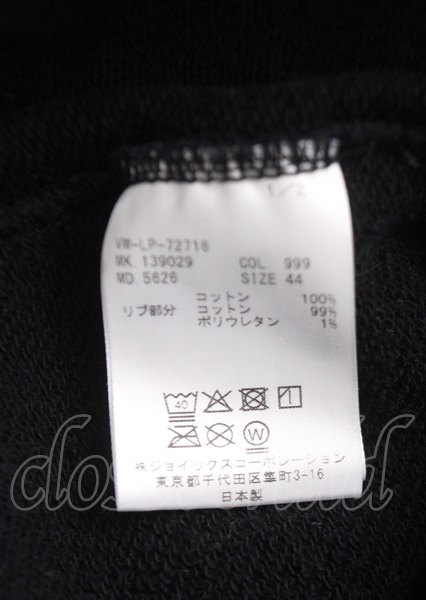 1/2
VW-LP-72716
MK. 139029 COL. 999
MD. 5626 SIZE 44
コットン 100%
リブ部分 コットン 99%
ポリウレタン 1%
40
W
株ジョイックスコーポレーション
東京都千代田区隼町3-16
日本製